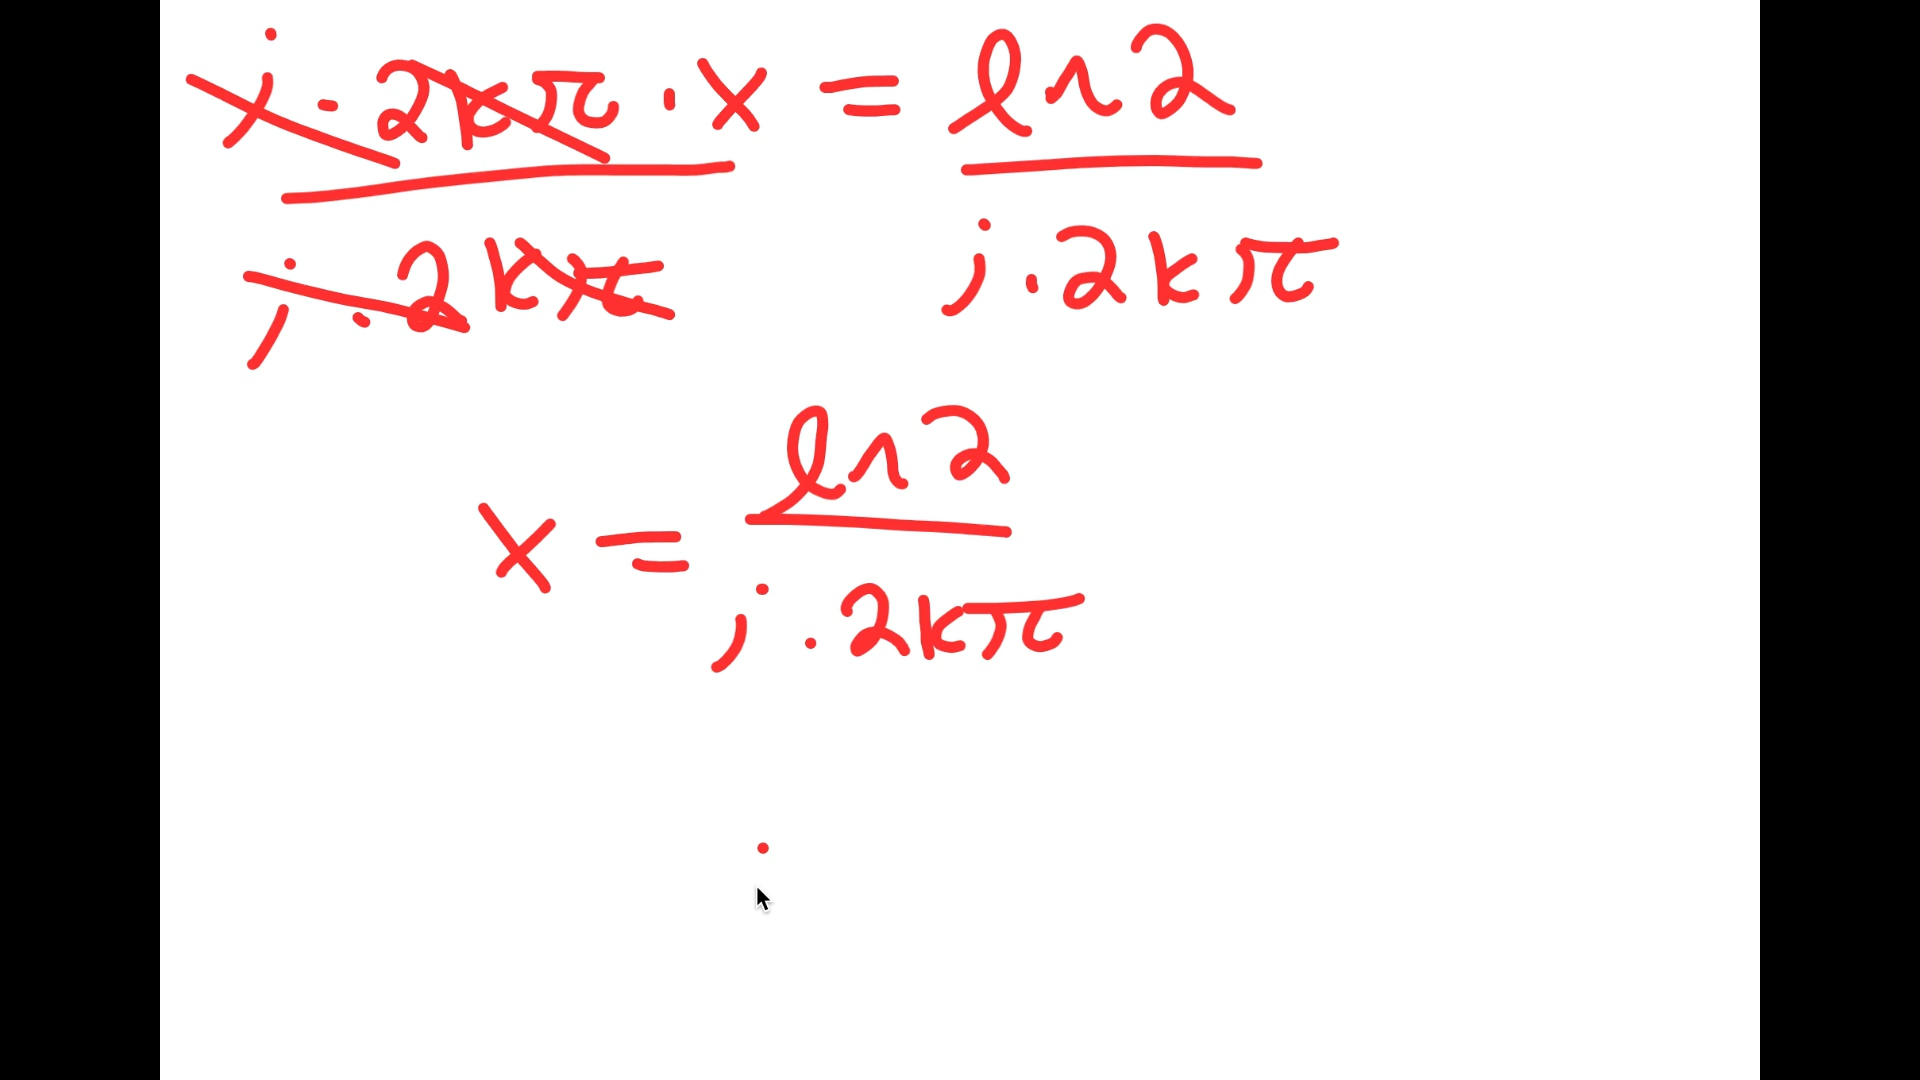 i · 2kπ · x = ln2
i · 2kπ i · 2kπ
x = ln2
i · 2kπ